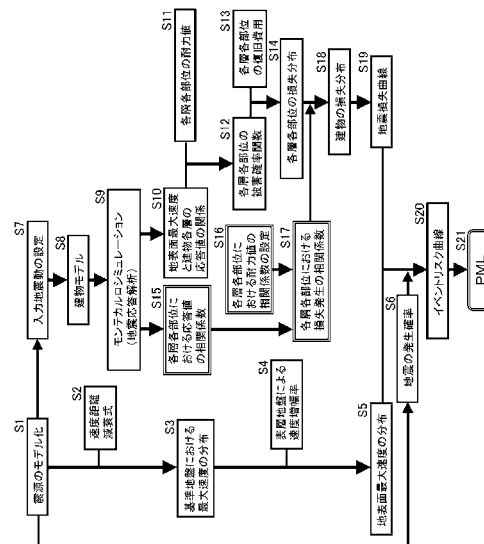 S1
震源のモデル化
S2
速度距離
減衰式
S3
基準地盤における
最大速度の分布
S4
表層地盤による
速度増幅率
S5
地表面最大速度の分布
S6
地震の発生確率
S7
入力地震動の設定
S8
建物モデル
S9
モンテカルロシミュレーション
(地震応答解析)
S10
地表面最大速度
と建物各層の
応答値の関係
S11
各層各部位の耐力値
S12
各層各部位の
被害確率関数
S13
各層各部位
の復旧費用
S14
各層各部位の損失分布
S15
各層各部位に
おける応答値
の相関係数
S16
各層各部位に
おける耐力値の
相関係数の設定
S17
各層各部位における
損失発生の相関係数
S18
建物の損失分布
S19
地震損失曲線
S20
イベントリスク曲線
S21
PML